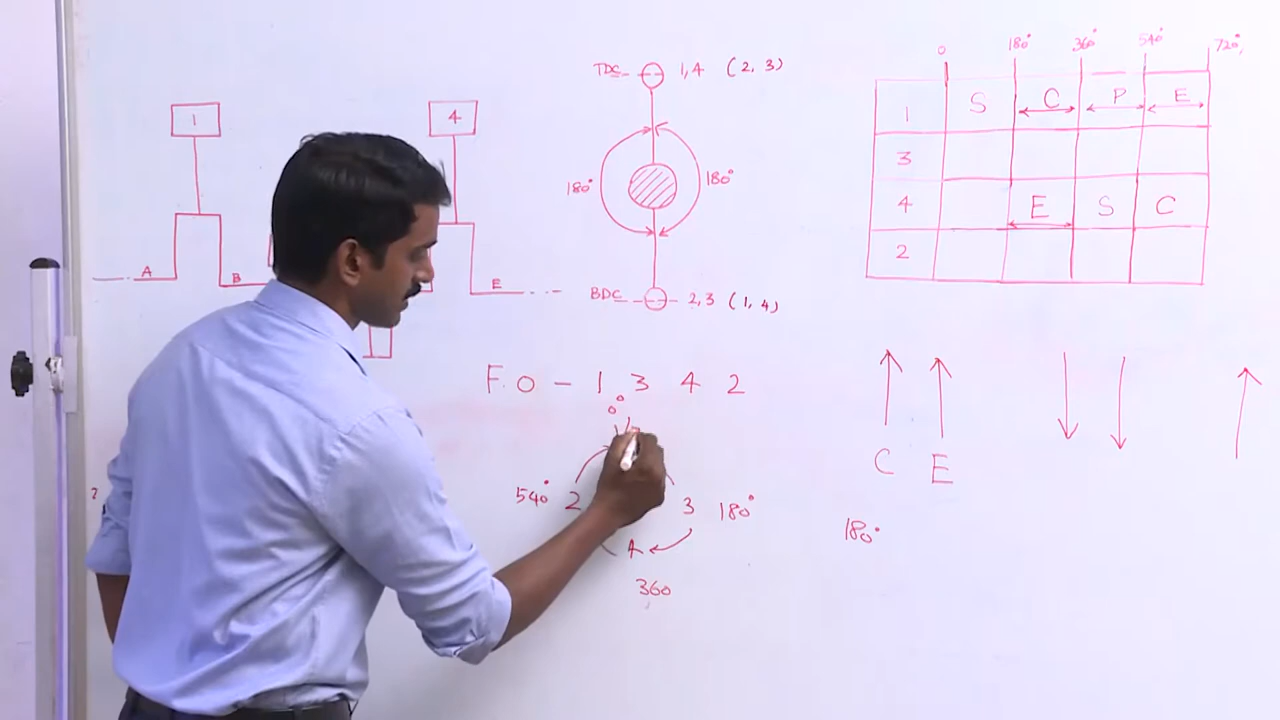 1
4
A
B
E
TDC 1,4 (2,3)
180° 180°
BDC 2,3 (1,4)
F.O - 1 3 4 2
0°
1
540° 2 3 180°
4
360
0 180° 360° 540° 720°
1 S C P E
3
4 E S C
2
C E
180°
?